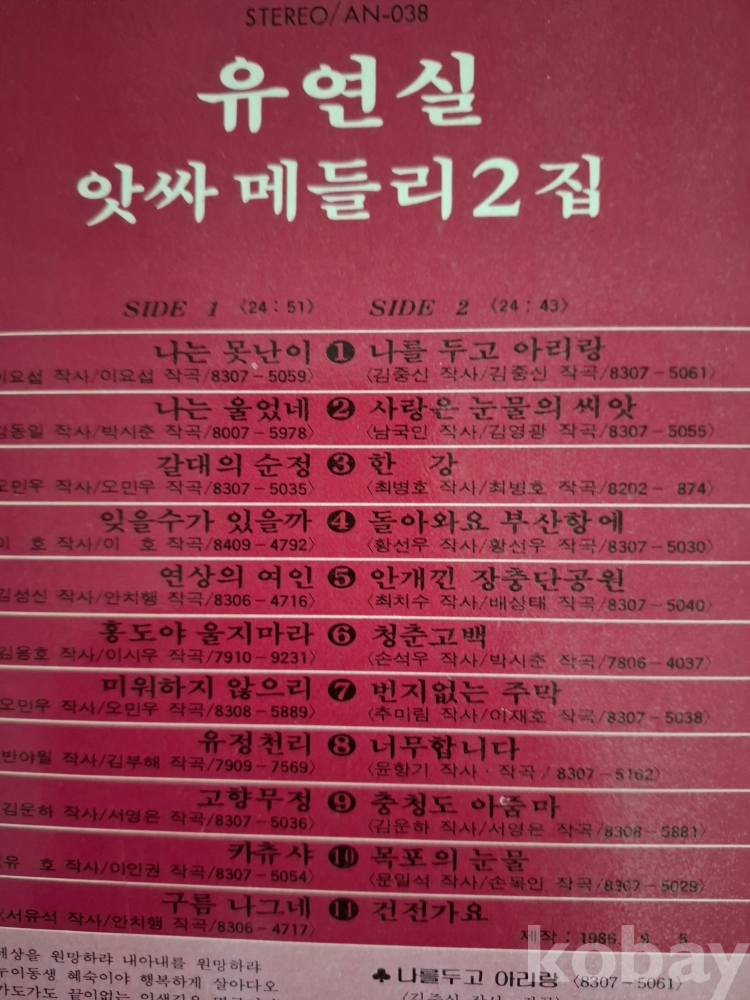 STEREO/AN-038
유연실
앗싸 메들리2집
SIDE 1 〈24:51〉 SIDE 2 〈24:43〉
나는 못난이 ❶ 나를 두고 아리랑
이요섭 작사/이요섭 작곡/8307-5059〉 〈김중신 작사/김중신 작곡/8307-5061〉
나는 울었네 ❷ 사랑은 눈물의 씨앗
김동일 작사/박시춘 작곡/8007-5978〉 〈남국인 작사/김영광 작곡/8307-5055〉
갈대의 순정 ❸ 한 강
오민우 작사/오민우 작곡/8307-5035〉 〈최병호 작사/최병호 작곡/8202-874〉
잊을수가 있을까 ❹ 돌아와요 부산항에
이 호 작사/이 호 작곡/8409-4792〉 〈황선우 작사/황선우 작곡/8307-5030〉
연상의 여인 ❺ 안개낀 장충단공원
김성신 작사/안치행 작곡/8306-4716〉 〈최치수 작사/배상태 작곡/8307-5040〉
홍도야 울지마라 ❻ 청춘고백
김용호 작사/이시우 작곡/7910-9231〉 〈손석우 작사/박시춘 작곡/7806-4037〉
미워하지 않으리 ❼ 번지없는 주막
오민우 작사/오민우 작곡/8308-5889〉 〈추미림 작사/이재호 작곡/8307-5038〉
유정천리 ❽ 너무합니다
반야월 작사/김부해 작곡/7909-7569〉 〈윤항기 작사·작곡/8307-5162〉
고향무정 ❾ 충청도 아줌마
김운하 작사/서영은 작곡/8307-5036〉 〈김운하 작사/서영은 작곡/8308-5881〉
카츄샤 ❿ 목포의 눈물
유 호 작사/이인권 작곡/8307-5054〉 〈문일석 작사/손목인 작곡/8307-5029〉
구름 나그네 ⓫ 건전가요
〈서유석 작사/안치행 작곡/8306-4717〉 제작:1986. 9. 5
세상을 원망하랴 내아내를 원망하랴
누이동생 혜숙이야 행복하게 살아다오
가도가도 끝이없는
♣나를두고 아리랑 〈8307-5061〉
kobay